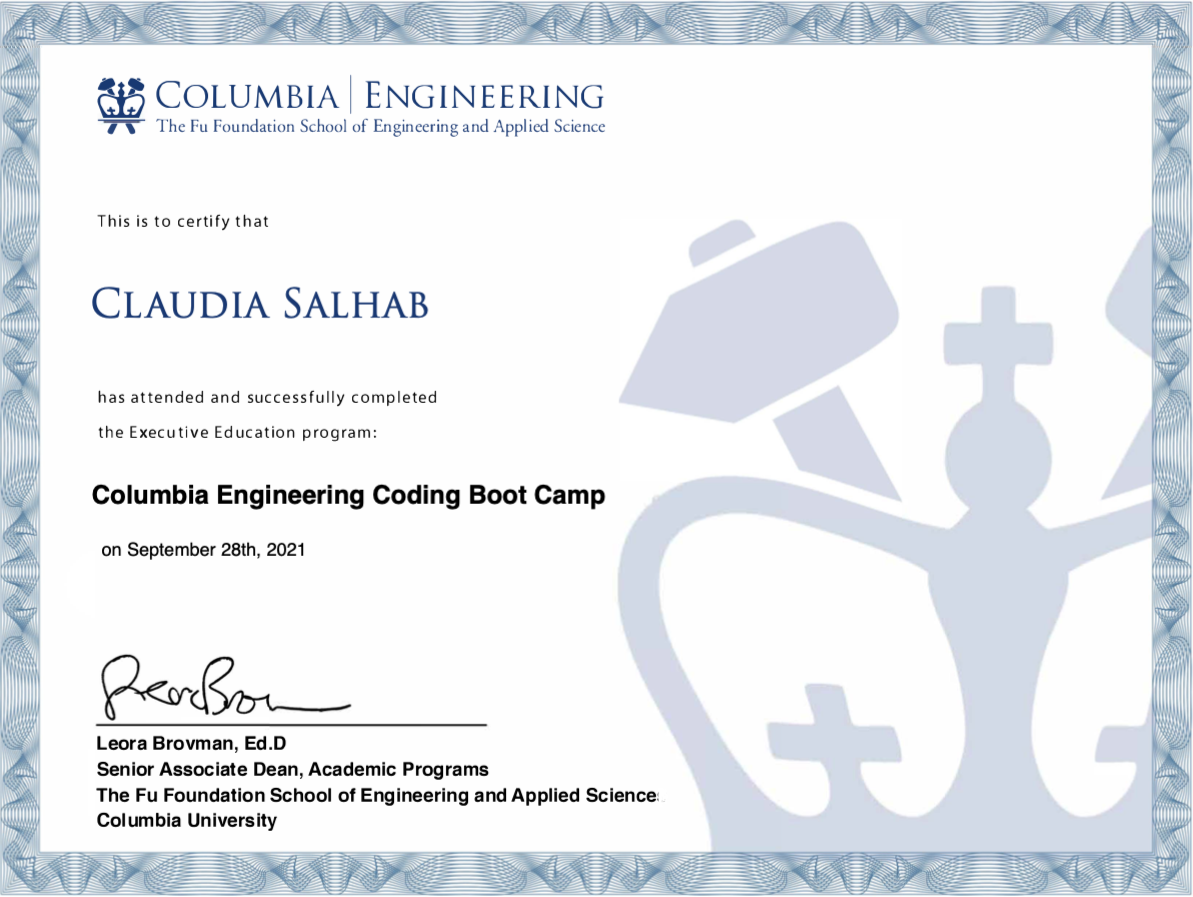 COLUMBIA | ENGINEERING
The Fu Foundation School of Engineering and Applied Science
This is to certify that
CLAUDIA SALHAB
has attended and successfully completed
the Executive Education program:
Columbia Engineering Coding Boot Camp
on September 28th, 2021
Leora Brovman, Ed.D
Senior Associate Dean, Academic Programs
The Fu Foundation School of Engineering and Applied Science
Columbia University